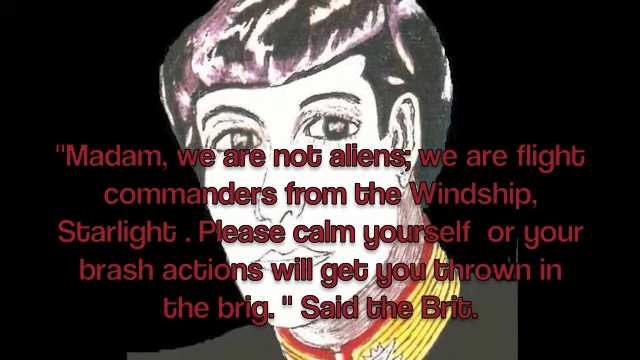 "Madam, we are not aliens; we are flight
commanders from the Windship,
Starlight . Please calm yourself  or your
brash actions will get you thrown in
the brig. " Said the Brit.